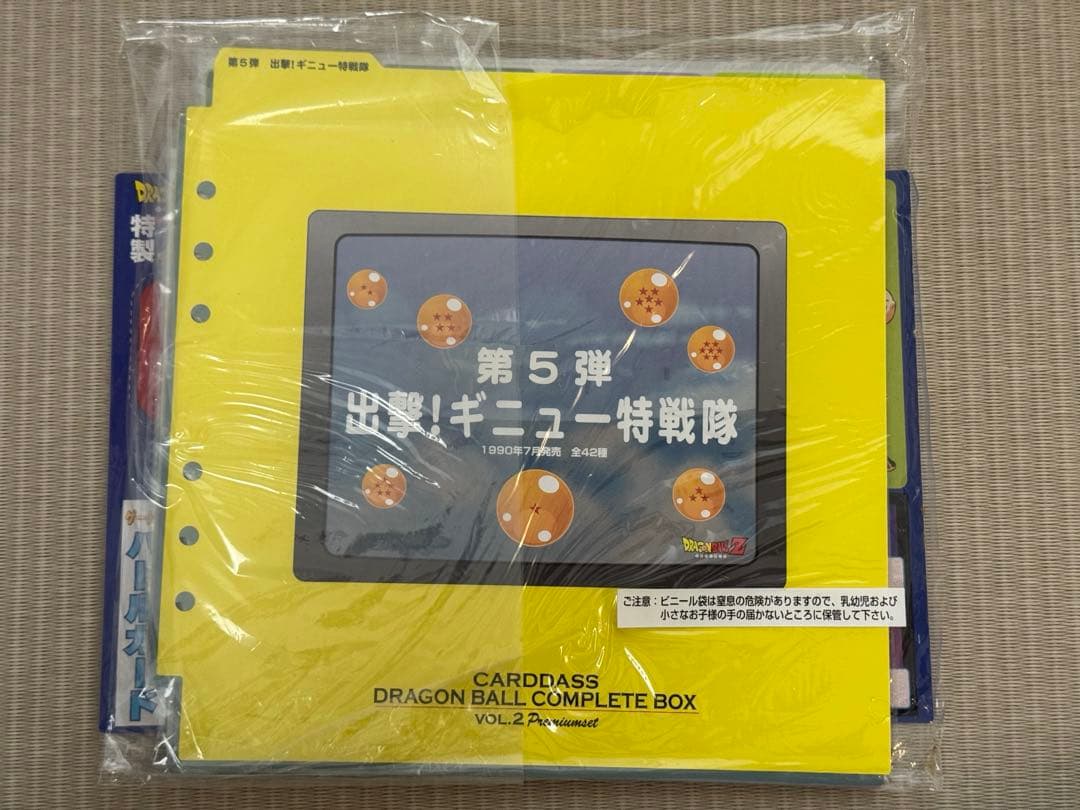 第5弾 出撃!ギニュー特戦隊
特
製
第5弾
出撃!ギニュー特戦隊
1990年7月発売 全42種
DRAGON BALL Z
ご注意：ビニール袋は窒息の危険がありますので、乳幼児および
小さなお子様の手の届かないところに保管して下さい。
CARDDASS
DRAGON BALL COMPLETE BOX
VOL.2 Premiumset